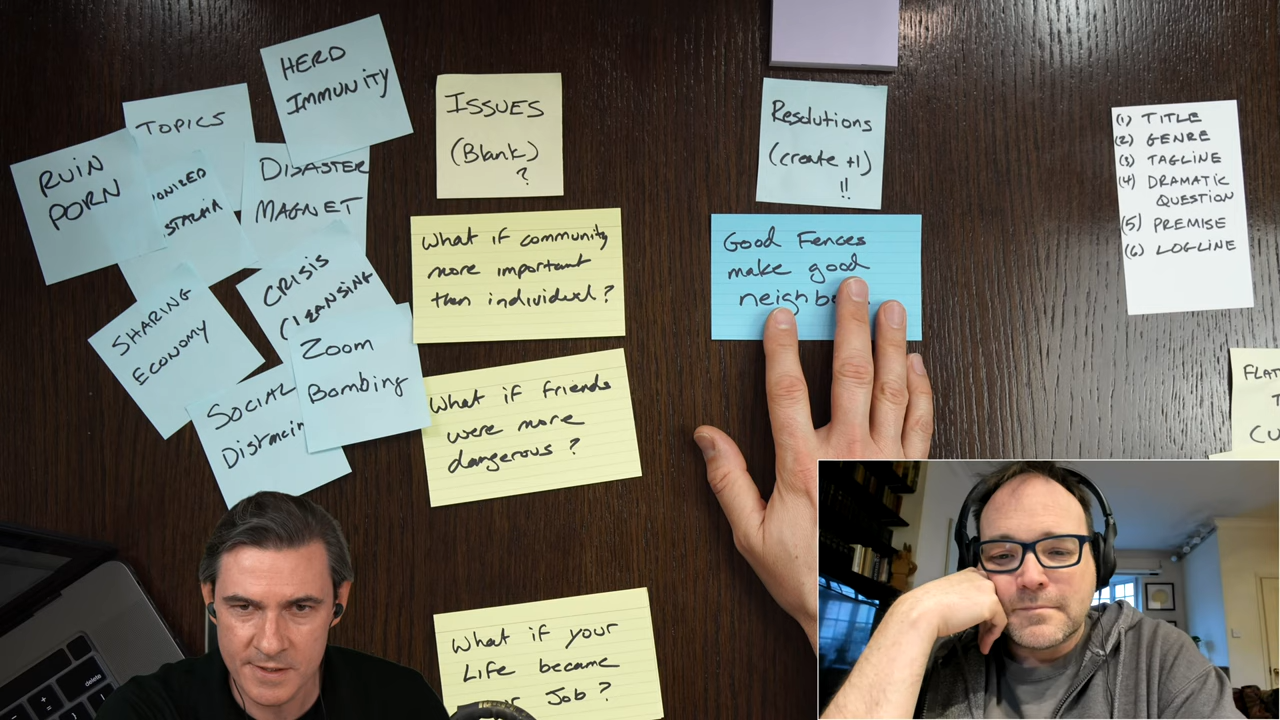 HERD
IMMUNITY
TOPICS
RUIN
PORN
DISASTER
MAGNET
SHARING
ECONOMY
CRISIS
Zoom
Bombing
SOCIAL
ISSUES
(Blank)
?
What if community
more important
than individual?
What if friends
were more
dangerous?
What if your
Life became
Job?
Resolutions
(create +1)
!!
Good Fences
make good
(1) TITLE
(2) GENRE
(3) TAGLINE
(4) DRAMATIC
QUESTION
(5) PREMISE
(6) LOGLINE
delete